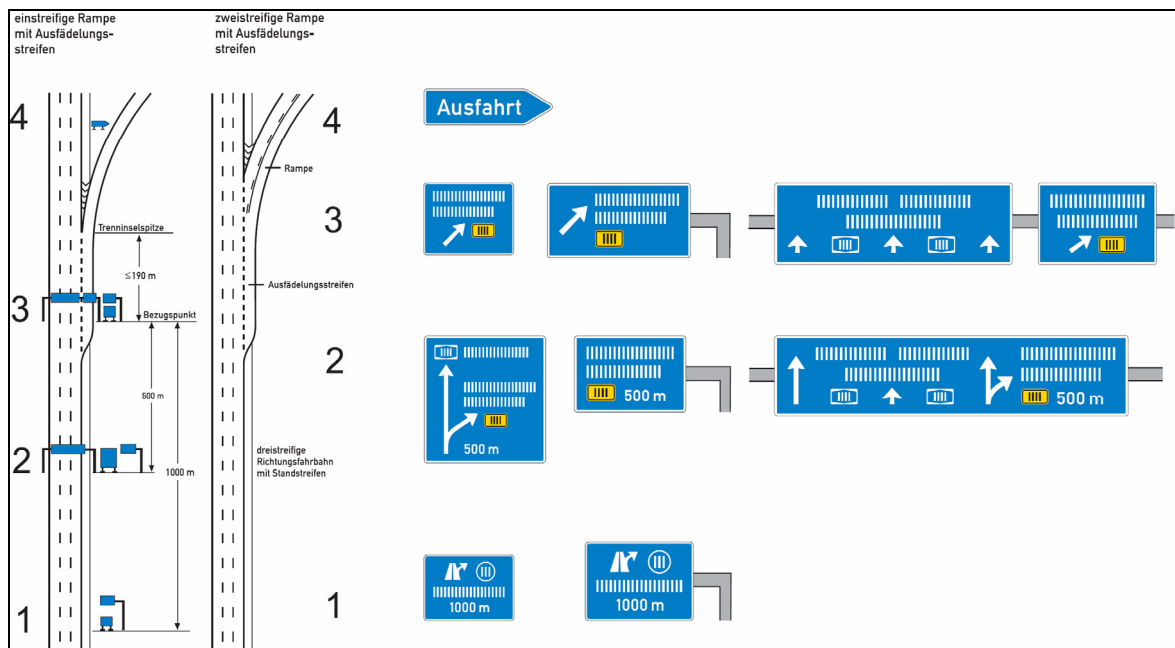 einstreifige Rampe
mit Ausfädelungs-
streifen
zweistreifige Rampe
mit Ausfädelungs-
streifen
4
4
Ausfahrt
Rampe
3
Trenninselspitze
≤190 m
Ausfädelungsstreifen
3
Bezugspunkt
2
500 m
500 m
500 m
500 m
dreistreifige
Richtungsfahrbahn
mit Standstreifen
2
1000 m
1
1
1000 m
1000 m